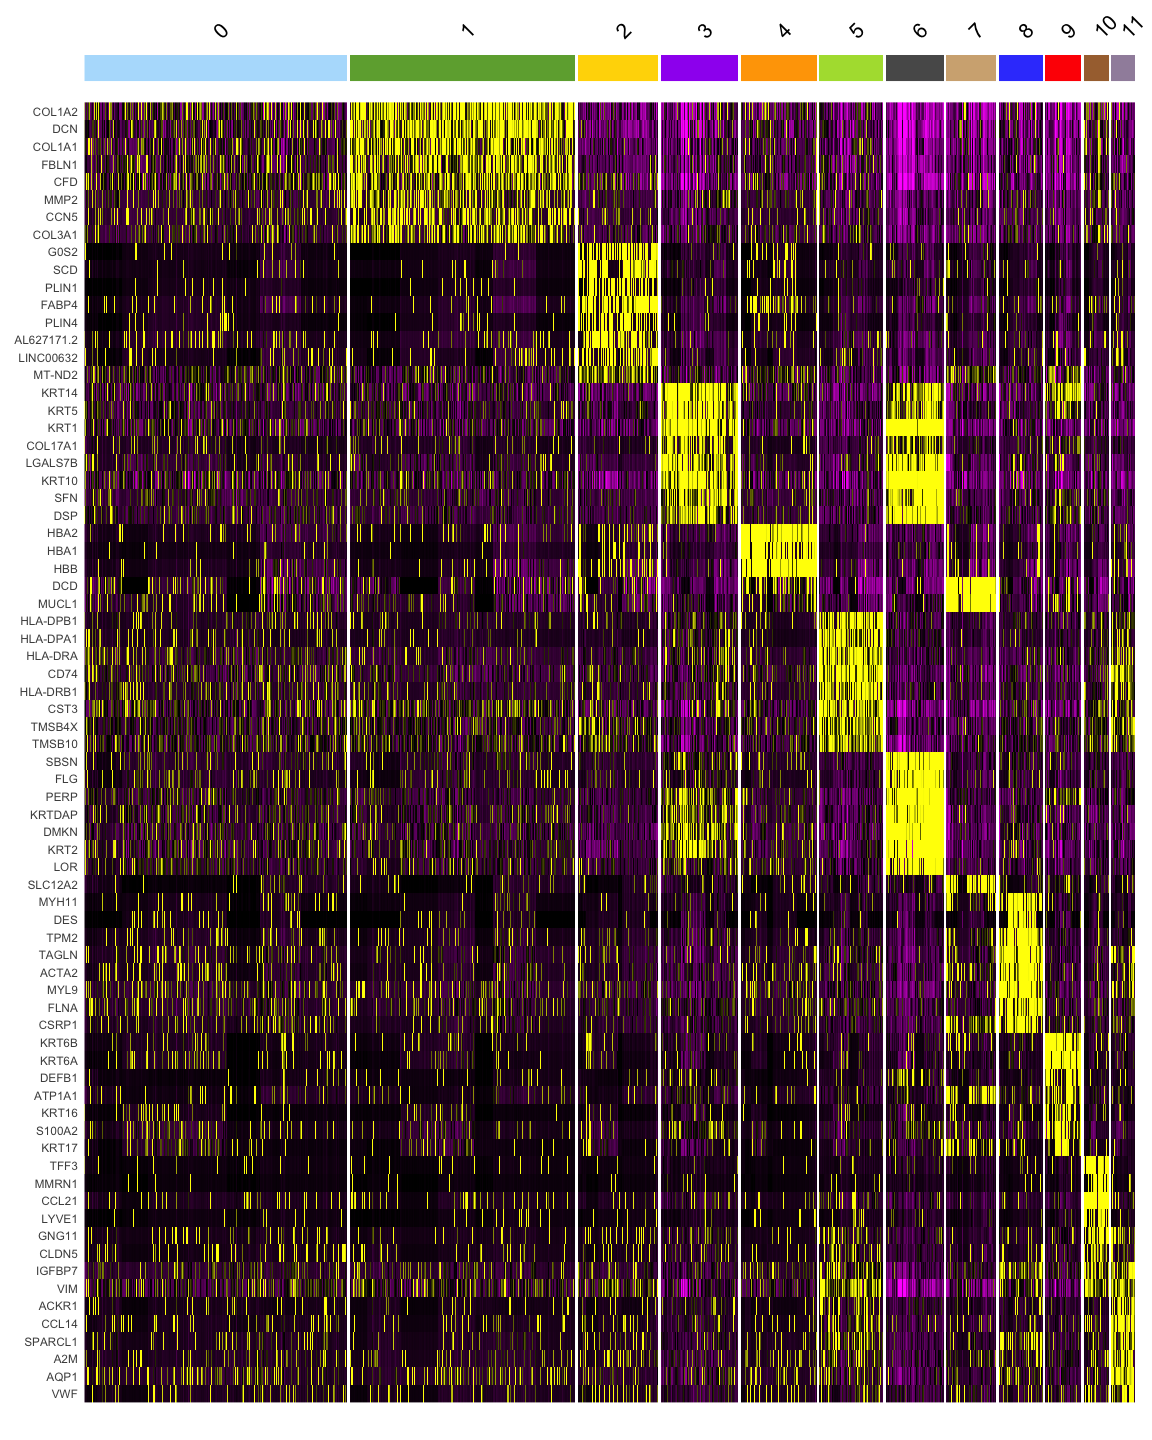 0 1 2 3 4 5 6 7 8 9 10 11
COL1A2
DCN
COL1A1
FBLN1
CFD
MMP2
CCN5
COL3A1
G0S2
SCD
PLIN1
FABP4
PLIN4
AL627171.2
LINC00632
MT-ND2
KRT14
KRT5
KRT1
COL17A1
LGALS7B
KRT10
SFN
DSP
HBA2
HBA1
HBB
DCD
MUCL1
HLA-DPB1
HLA-DPA1
HLA-DRA
CD74
HLA-DRB1
CST3
TMSB4X
TMSB10
SBSN
FLG
PERP
KRTDAP
DMKN
KRT2
LOR
SLC12A2
MYH11
DES
TPM2
TAGLN
ACTA2
MYL9
FLNA
CSRP1
KRT6B
KRT6A
DEFB1
ATP1A1
KRT16
S100A2
KRT17
TFF3
MMRN1
CCL21
LYVE1
GNG11
CLDN5
IGFBP7
VIM
ACKR1
CCL14
SPARCL1
A2M
AQP1
VWF